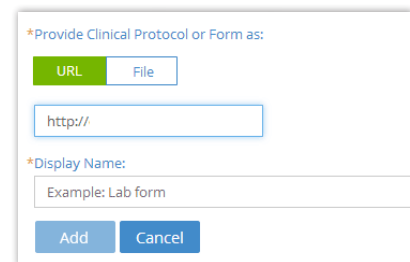 *Provide Clinical Protocol or Form as:
URL File
http://
*Display Name:
Example: Lab form
Add Cancel